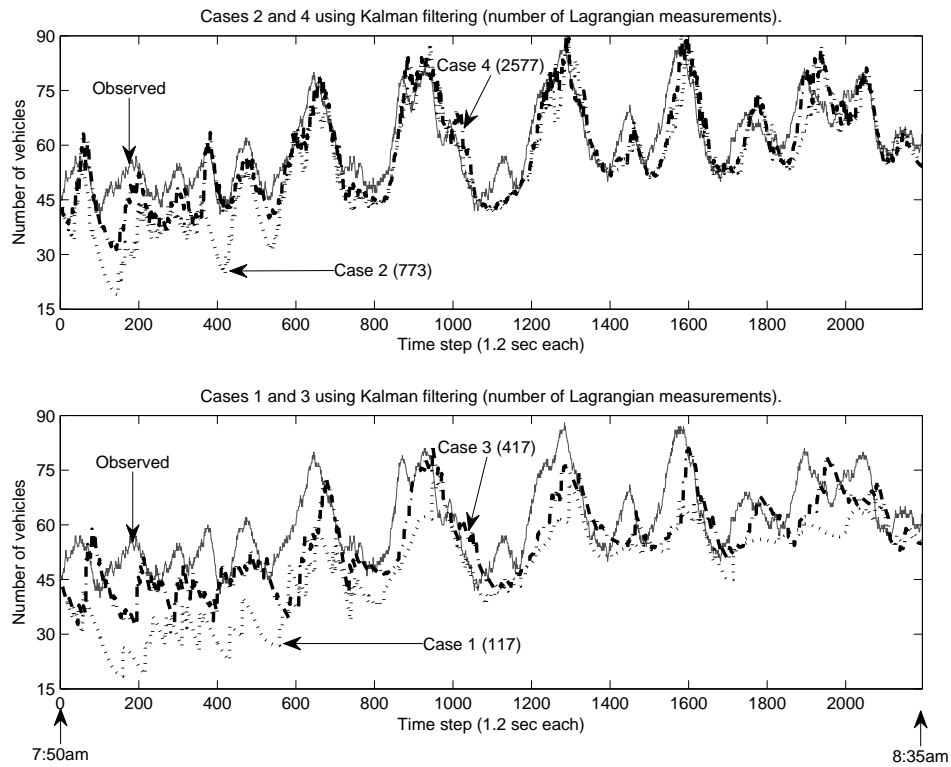 Cases 2 and 4 using Kalman filtering (number of Lagrangian measurements).
90
75
60
45
30
15
Number of vehicles
Observed
Case 4 (2577)
Case 2 (773)
0 200 400 600 800 1000 1200 1400 1600 1800 2000
Time step (1.2 sec each)
Cases 1 and 3 using Kalman filtering (number of Lagrangian measurements).
90
75
60
45
30
15
Number of vehicles
Observed
Case 3 (417)
Case 1 (117)
0 200 400 600 800 1000 1200 1400 1600 1800 2000
Time step (1.2 sec each)
7:50am
8:35am